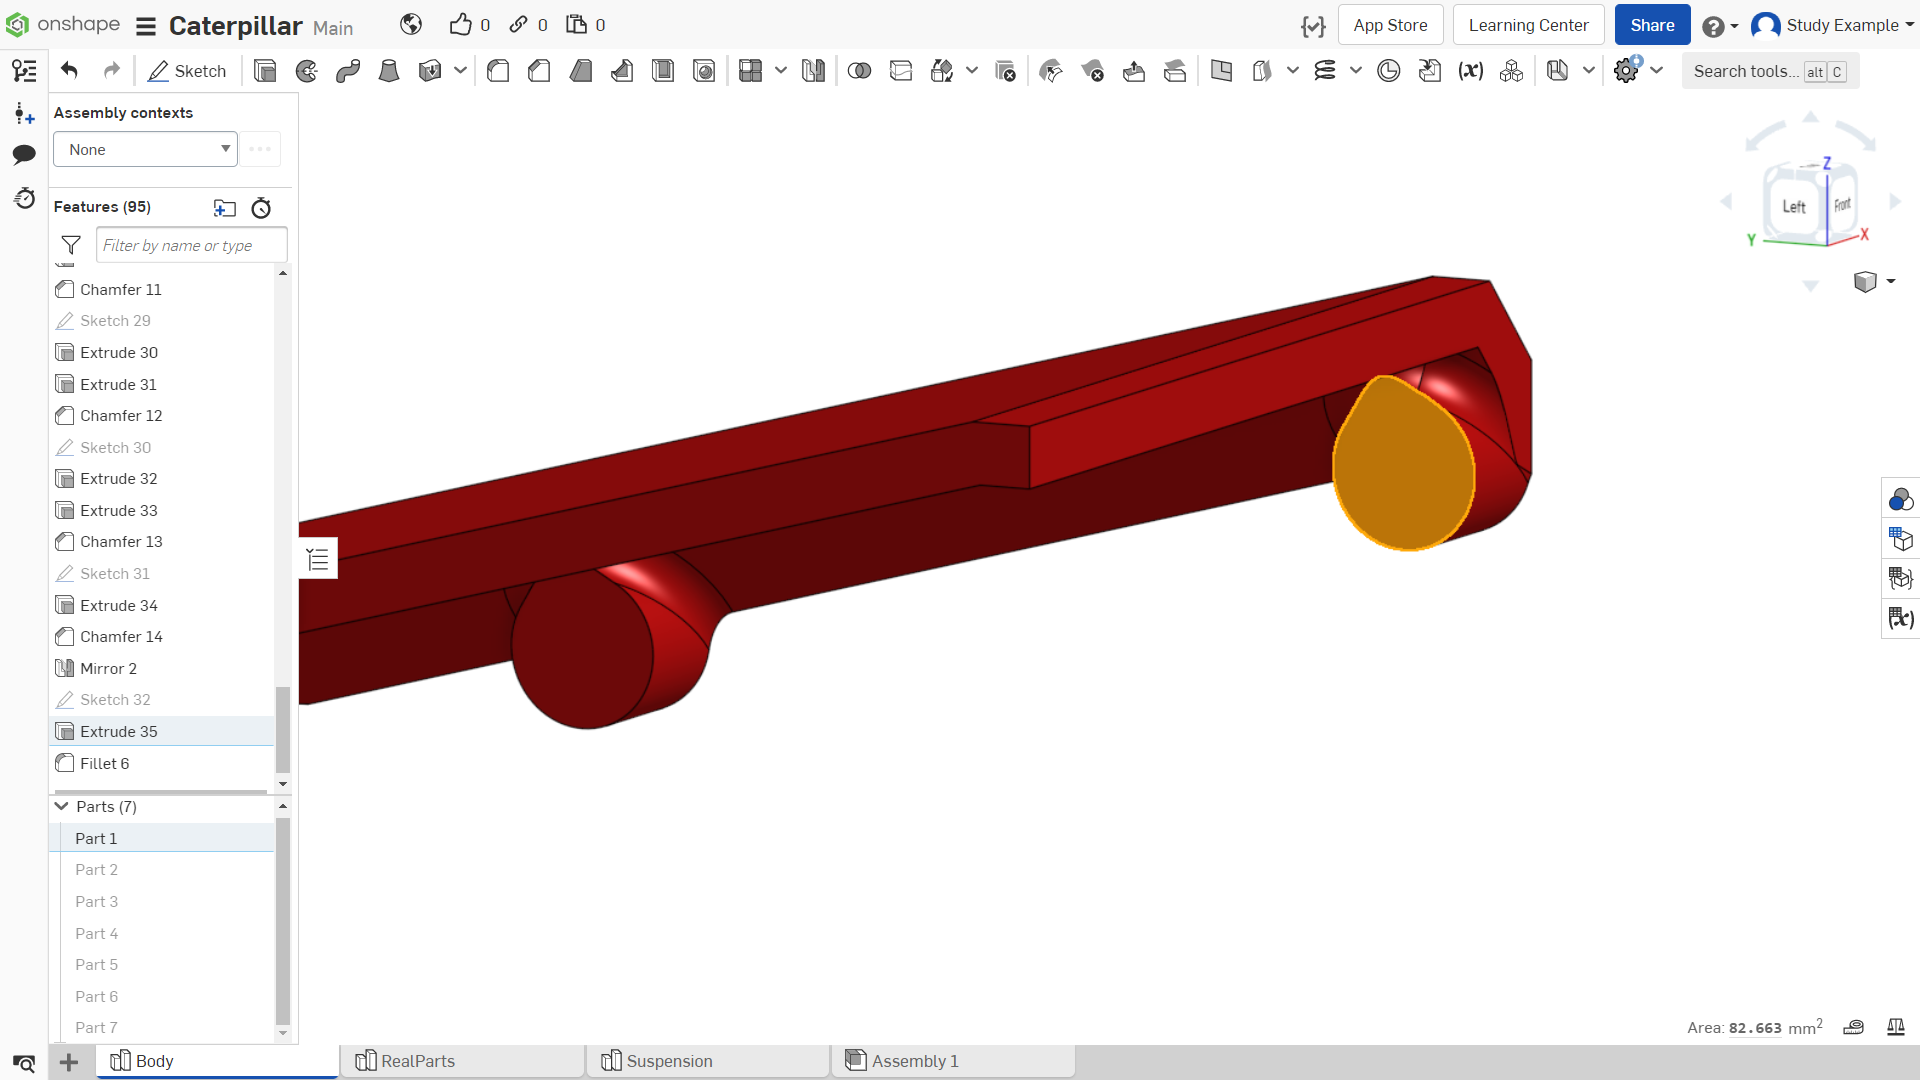 onshape Caterpillar Main 0 0 0 App Store Learning Center Share Study Example
Sketch Search tools... alt C
Assembly contexts
None
Features (95)
Filter by name or type
Chamfer 11
Sketch 29
Extrude 30
Extrude 31
Chamfer 12
Sketch 30
Extrude 32
Extrude 33
Chamfer 13
Sketch 31
Extrude 34
Chamfer 14
Mirror 2
Sketch 32
Extrude 35
Fillet 6
Parts (7)
Part 1
Part 2
Part 3
Part 4
Part 5
Part 6
Part 7
Z
Left Front
Y X
Area: 82.663 mm²
Body RealParts Suspension Assembly 1